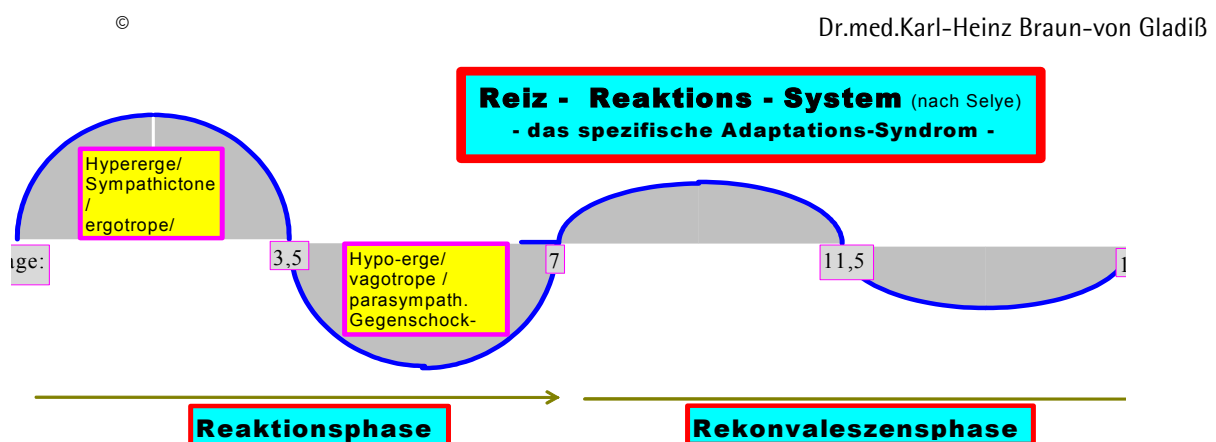 © Dr.med.Karl-Heinz Braun-von Gladiß
Reiz - Reaktions - System (nach Selye)
- das spezifische Adaptations-Syndrom -
Hypererge/
Sympathictone
/
ergotrope/
3,5
Hypo-erge/
vagotrope /
parasympath.
Gegenschock-
7
11,5
Reaktionsphase
Rekonvaleszensphase